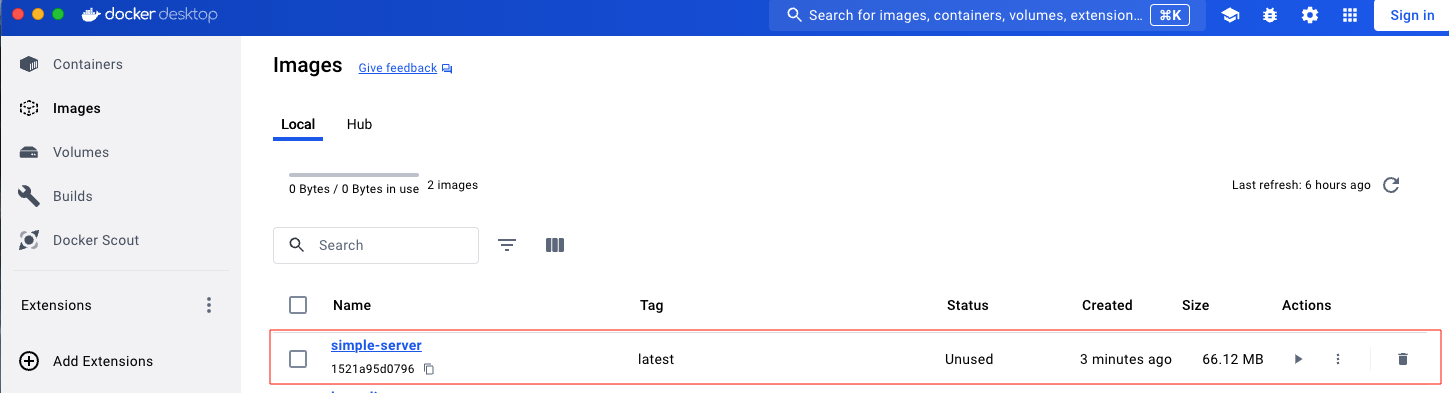 docker desktop
Search for images, containers, volumes, extension... ⌘K
Sign in
Containers
Images
Volumes
Builds
Docker Scout
Extensions
Add Extensions
Images Give feedback
Local Hub
0 Bytes / 0 Bytes in use 2 images
Last refresh: 6 hours ago
Search
Name Tag Status Created Size Actions
simple-server
1521a95d0796
latest Unused 3 minutes ago 66.12 MB